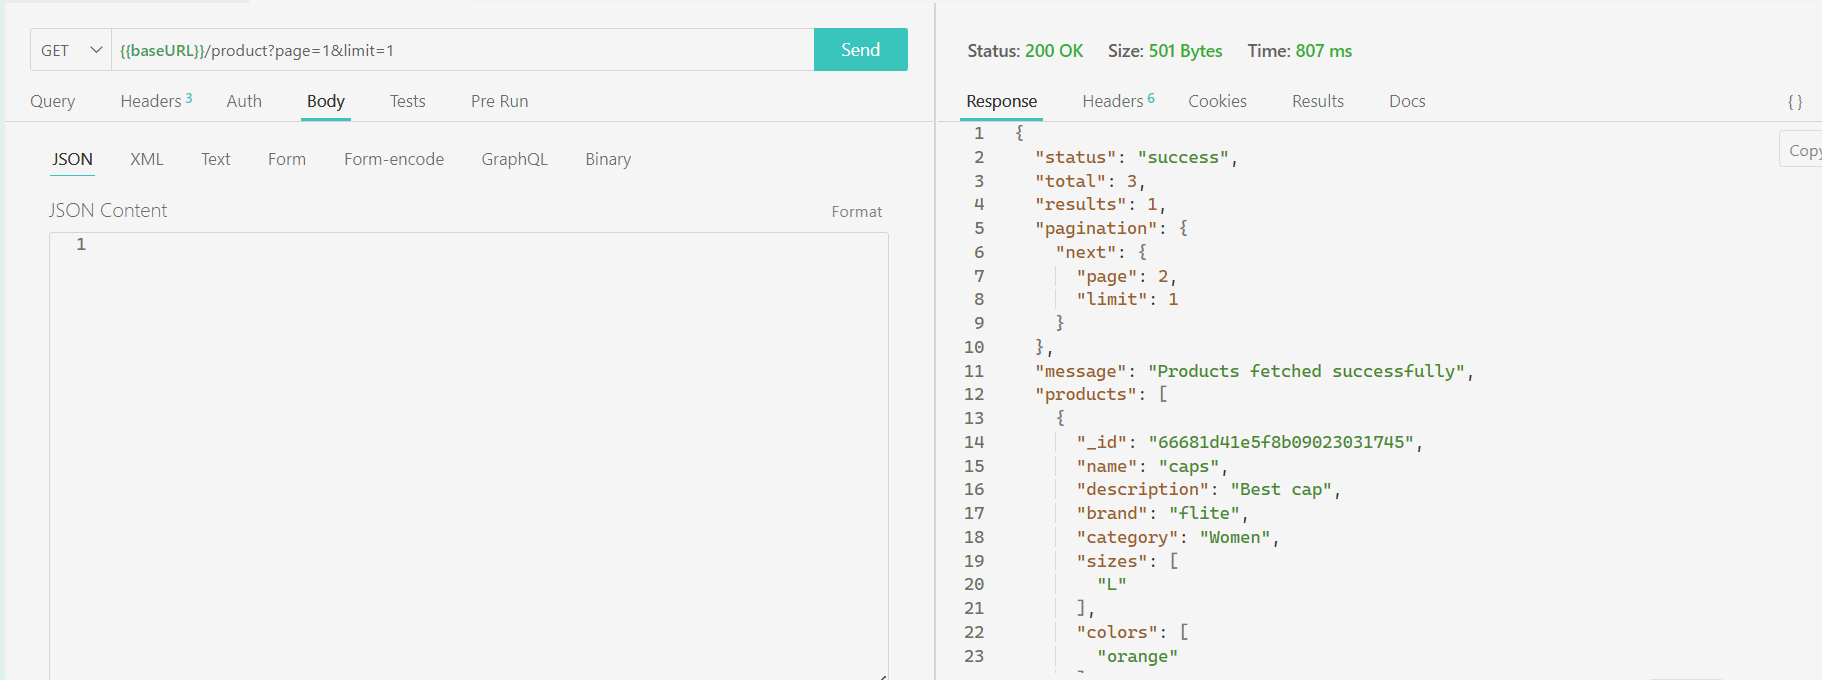 GET {{baseURL}}/product?page=1&limit=1 Send
Query Headers 3 Auth Body Tests Pre Run
JSON XML Text Form Form-encode GraphQL Binary
JSON Content Format
1
Status: 200 OK Size: 501 Bytes Time: 807 ms
Response Headers 6 Cookies Results Docs { }
Copy
1 {
2 "status": "success",
3 "total": 3,
4 "results": 1,
5 "pagination": {
6 "next": {
7 "page": 2,
8 "limit": 1
9 }
10 },
11 "message": "Products fetched successfully",
12 "products": [
13 {
14 "_id": "66681d41e5f8b09023031745",
15 "name": "caps",
16 "description": "Best cap",
17 "brand": "flite",
18 "category": "Women",
19 "sizes": [
20 "L"
21 ],
22 "colors": [
23 "orange"